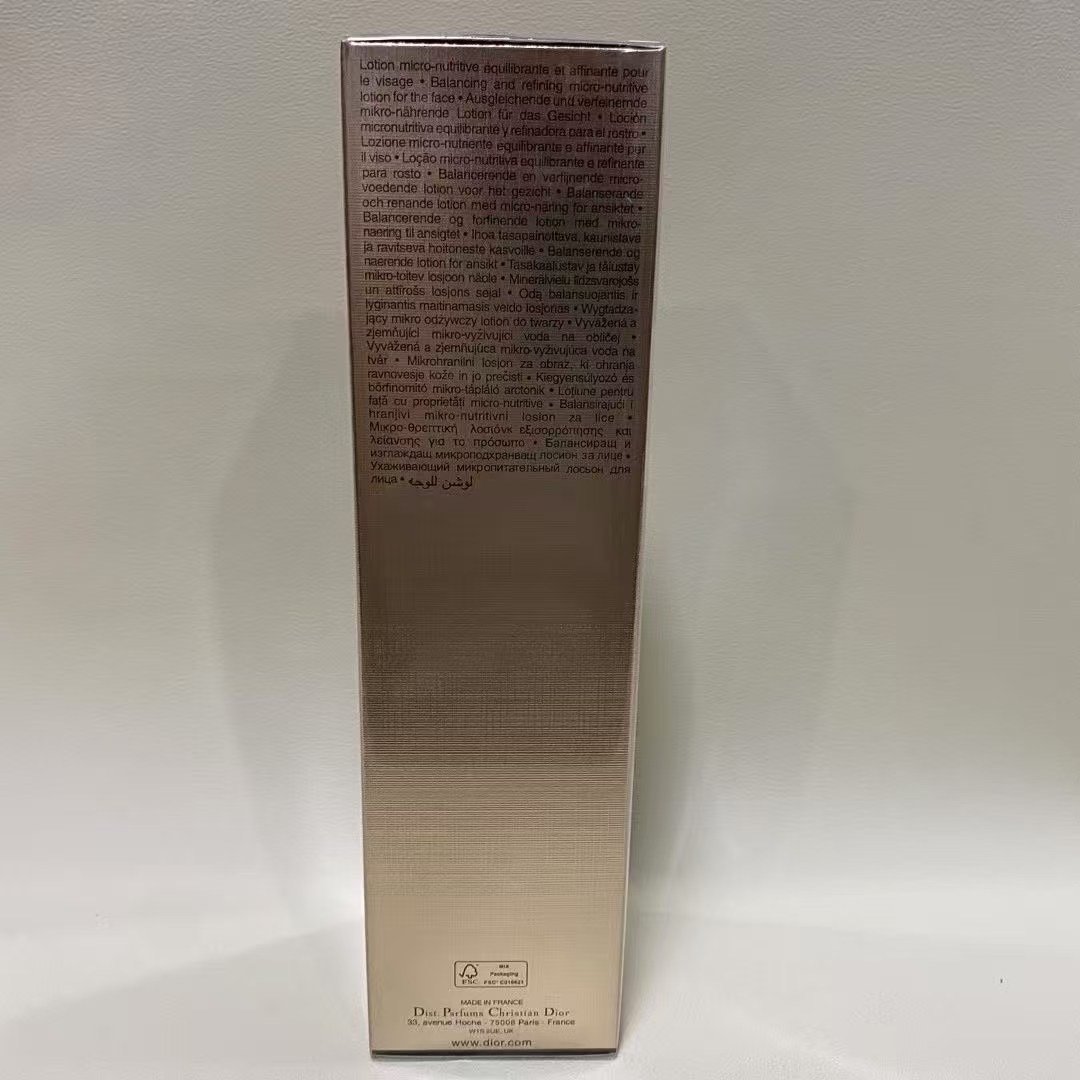 Lotion micro-nutritive équilibrante et affinante pour
le visage • Balancing and refining micro-nutritive
lotion for the face • Ausgleichende und verfeinernde
mikro-nährende Lotion für das Gesicht • Loción
micronutritiva equilibrante y refinadora para el rostro •
Lozione micro-nutriente equilibrante e affinante per
il viso • Loção micro-nutritiva equilibrante e refinente
para rosto • Balancerende en verfijnende micro-
voedende lotion voor het gezicht • Balanserande
och renande lotion med micro-näring för ansiktet •
Balancerende og forfinende lotion med mikro-
naering til ansigtet • Ihoa tasapainottava, kaunistava
ja ravitseva hoitoneste kasvoille • Balanserende og
naerende lotion for ansikt • Tasakaalustav ja täiustav
mikro-toitev losjoon näole • Minerālvielu līdzsvarojošs
un attīrošs losjons sejai • Odą balansuojantis ir
lyginantis maitinamasis veido losjonas • Wygładza-
jący mikro odżywczy lotion do twarzy • Vyvážená a
zjemňující mikro-vyživující voda na obličej •
Vyvážená a zjemňujúca mikro-vyživujúca voda na
tvár • Mikrohranilni losjon za obraz, ki ohranja
ravnovesje kože in jo prečisti • Kiegyensúlyozó és
bőrfinomító mikro-tápláló arctonik • Loțiune pentru
față cu proprietăți micro-nutritive • Balansirajući i
hranjivi mikro-nutritivni losion za lice •
Μικρο-θρεπτική λοσιόνκ εξισορρόπησης και
λείανσης για το πρόσωπο • Балансиращ и
изглаждащ микроподхранващ лосион за лице •
Ухаживающий микропитательный лосьон для
лица • لوشن للوجه
FSC
MIX
Packaging
FSC® C018621
MADE IN FRANCE
Dist. Parfums Christian Dior
33, avenue Hoche - 75008 Paris - France
W1S 2UE, UK
www.dior.com